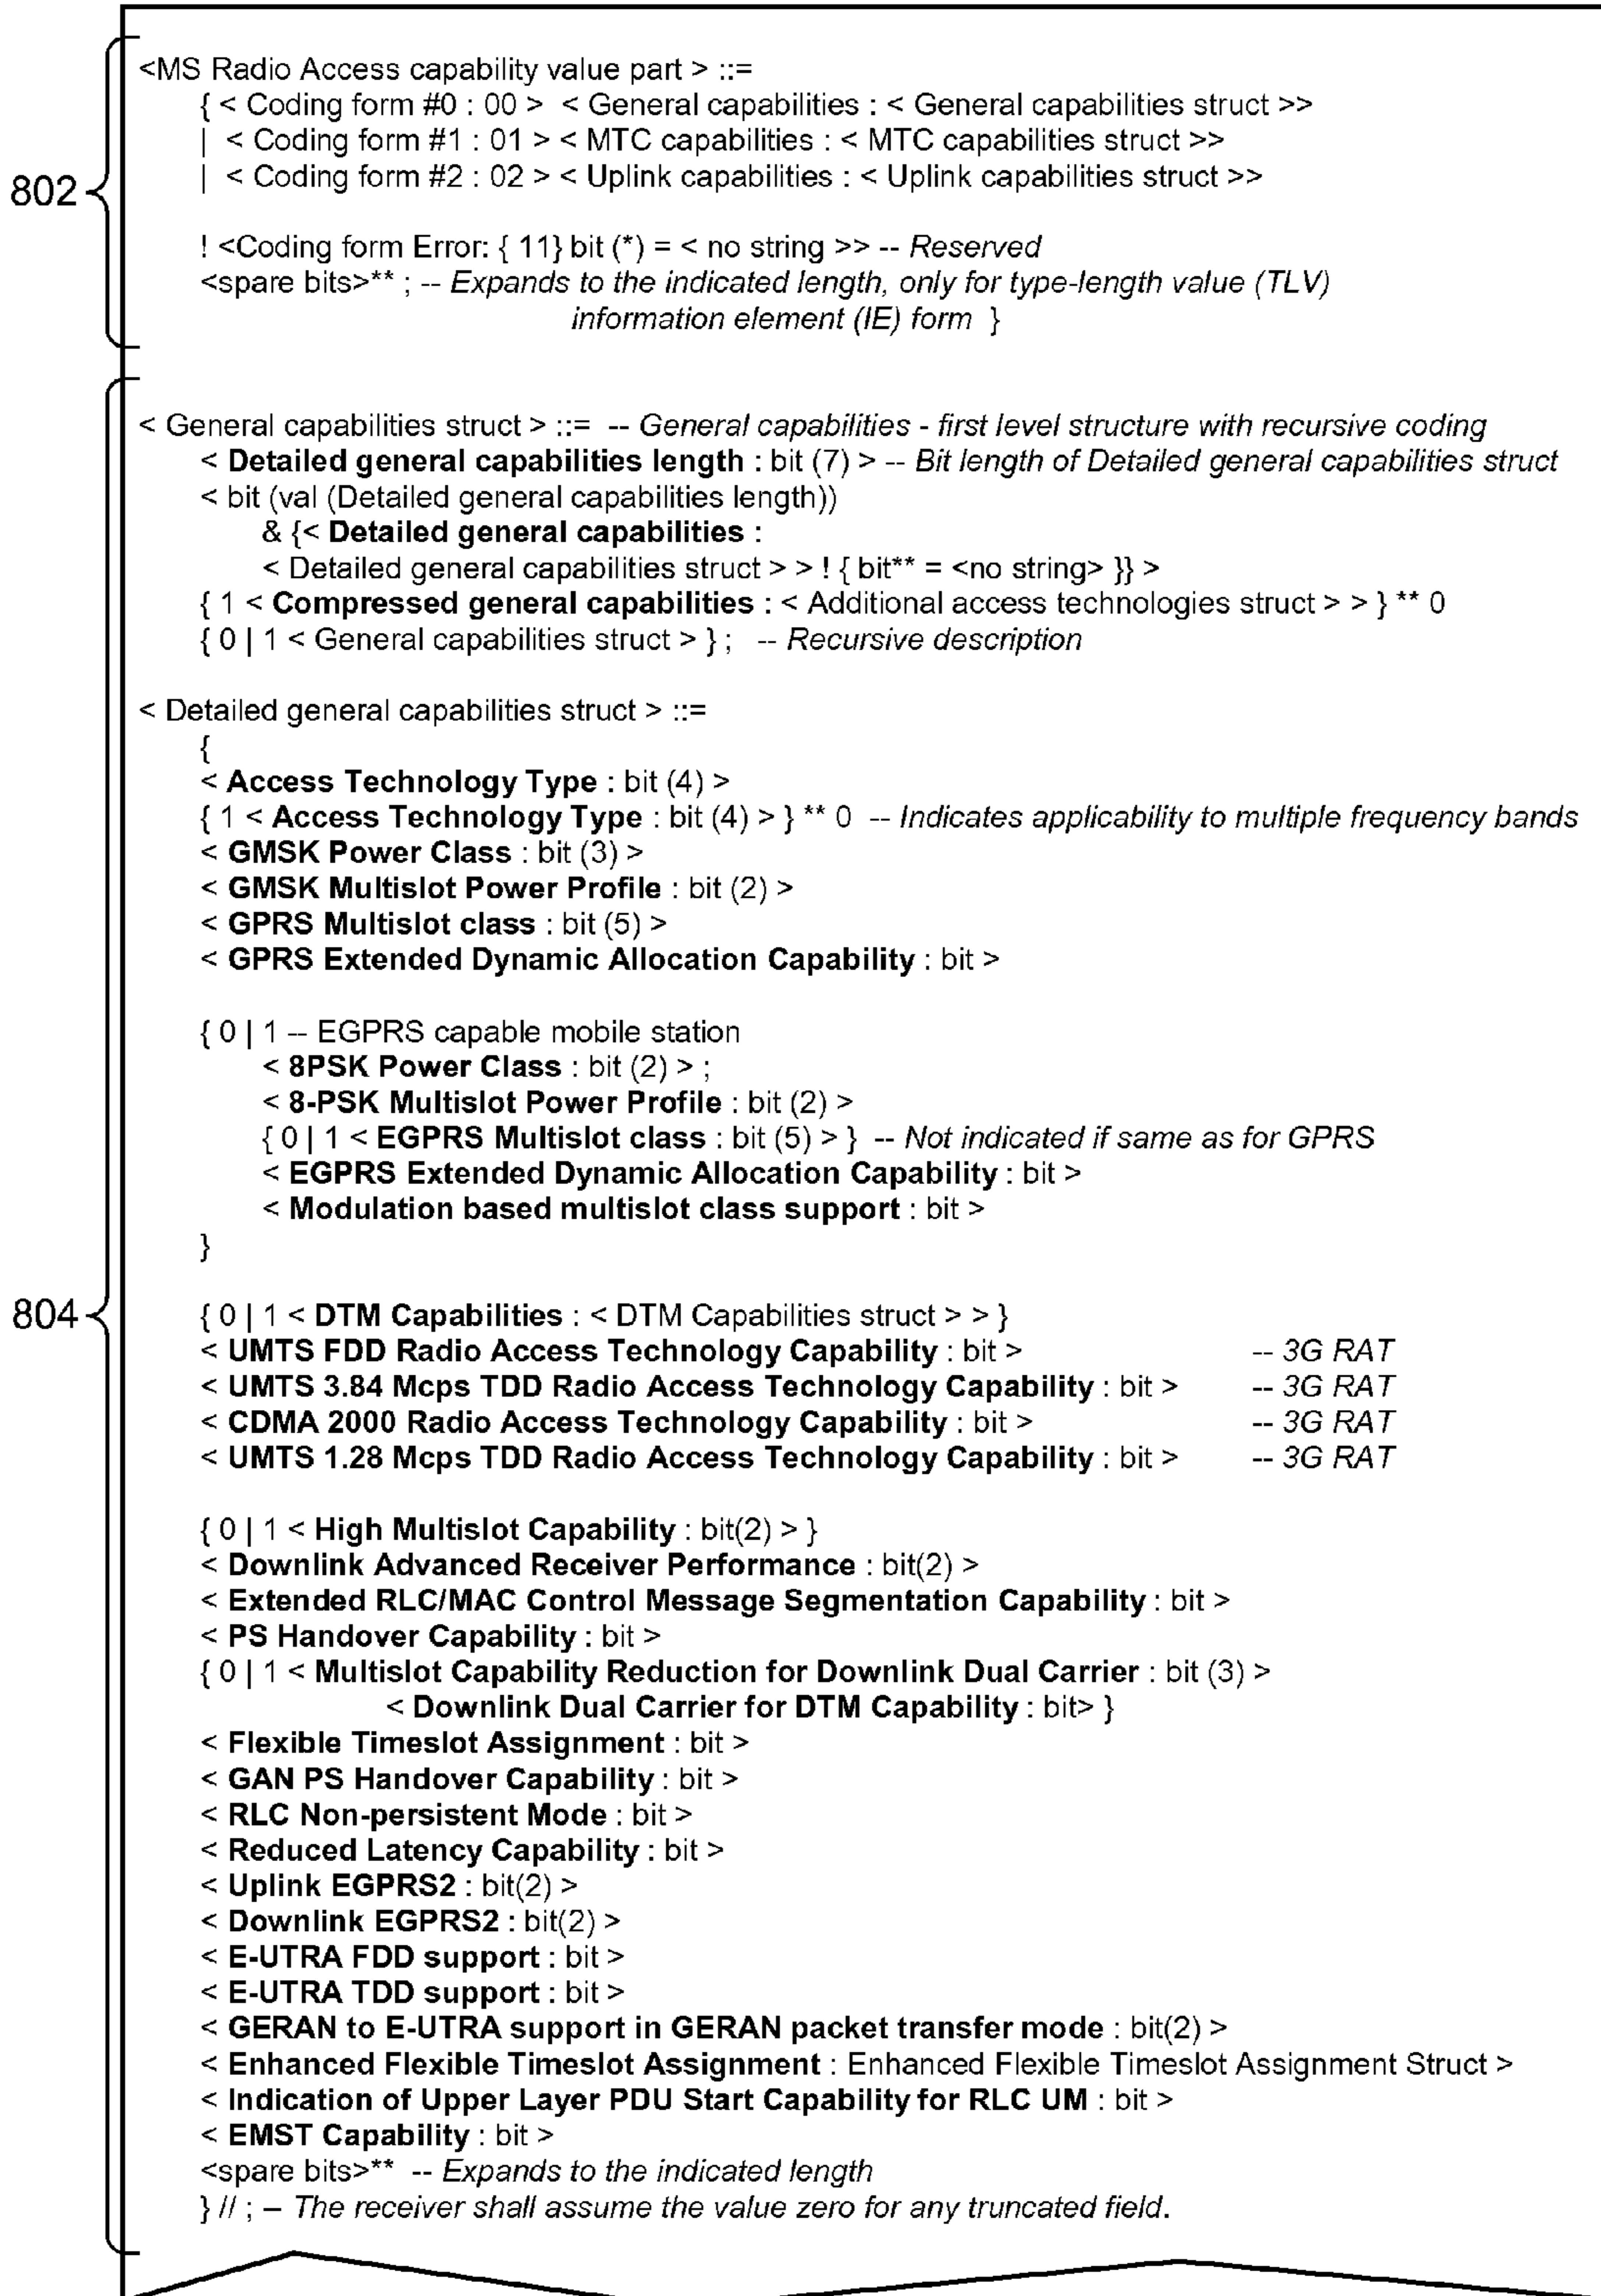 <MS Radio Access capability value part > ::=
{ < Coding form #0 : 00 > < General capabilities : < General capabilities struct >>
| < Coding form #1 : 01 > < MTC capabilities : < MTC capabilities struct >>
| < Coding form #2 : 02 > < Uplink capabilities : < Uplink capabilities struct >>
802
! <Coding form Error: { 11} bit (*) = < no string >> -- Reserved
<spare bits>** ; -- Expands to the indicated length, only for type-length value (TLV)
information element (IE) form }
< General capabilities struct > ::= -- General capabilities - first level structure with recursive coding
< Detailed general capabilities length : bit (7) > -- Bit length of Detailed general capabilities struct
< bit (val (Detailed general capabilities length))
& {< Detailed general capabilities :
< Detailed general capabilities struct > > ! { bit** = <no string> }} >
{ 1 < Compressed general capabilities : < Additional access technologies struct > > } ** 0
{ 0 | 1 < General capabilities struct > } ; -- Recursive description
< Detailed general capabilities struct > ::=
{
< Access Technology Type : bit (4) >
{ 1 < Access Technology Type : bit (4) > } ** 0 -- Indicates applicability to multiple frequency bands
< GMSK Power Class : bit (3) >
< GMSK Multislot Power Profile : bit (2) >
< GPRS Multislot class : bit (5) >
< GPRS Extended Dynamic Allocation Capability : bit >
{ 0 | 1 -- EGPRS capable mobile station
< 8PSK Power Class : bit (2) > ;
< 8-PSK Multislot Power Profile : bit (2) >
{ 0 | 1 < EGPRS Multislot class : bit (5) > } -- Not indicated if same as for GPRS
< EGPRS Extended Dynamic Allocation Capability : bit >
< Modulation based multislot class support : bit >
}
804
{ 0 | 1 < DTM Capabilities : < DTM Capabilities struct > > }
< UMTS FDD Radio Access Technology Capability : bit > -- 3G RAT
< UMTS 3.84 Mcps TDD Radio Access Technology Capability : bit > -- 3G RAT
< CDMA 2000 Radio Access Technology Capability : bit > -- 3G RAT
< UMTS 1.28 Mcps TDD Radio Access Technology Capability : bit > -- 3G RAT
{ 0 | 1 < High Multislot Capability : bit(2) > }
< Downlink Advanced Receiver Performance : bit(2) >
< Extended RLC/MAC Control Message Segmentation Capability : bit >
< PS Handover Capability : bit >
{ 0 | 1 < Multislot Capability Reduction for Downlink Dual Carrier : bit (3) >
< Downlink Dual Carrier for DTM Capability : bit> }
< Flexible Timeslot Assignment : bit >
< GAN PS Handover Capability : bit >
< RLC Non-persistent Mode : bit >
< Reduced Latency Capability : bit >
< Uplink EGPRS2 : bit(2) >
< Downlink EGPRS2 : bit(2) >
< E-UTRA FDD support : bit >
< E-UTRA TDD support : bit >
< GERAN to E-UTRA support in GERAN packet transfer mode : bit(2) >
< Enhanced Flexible Timeslot Assignment : Enhanced Flexible Timeslot Assignment Struct >
< Indication of Upper Layer PDU Start Capability for RLC UM : bit >
< EMST Capability : bit >
<spare bits>** -- Expands to the indicated length
} // ; – The receiver shall assume the value zero for any truncated field.